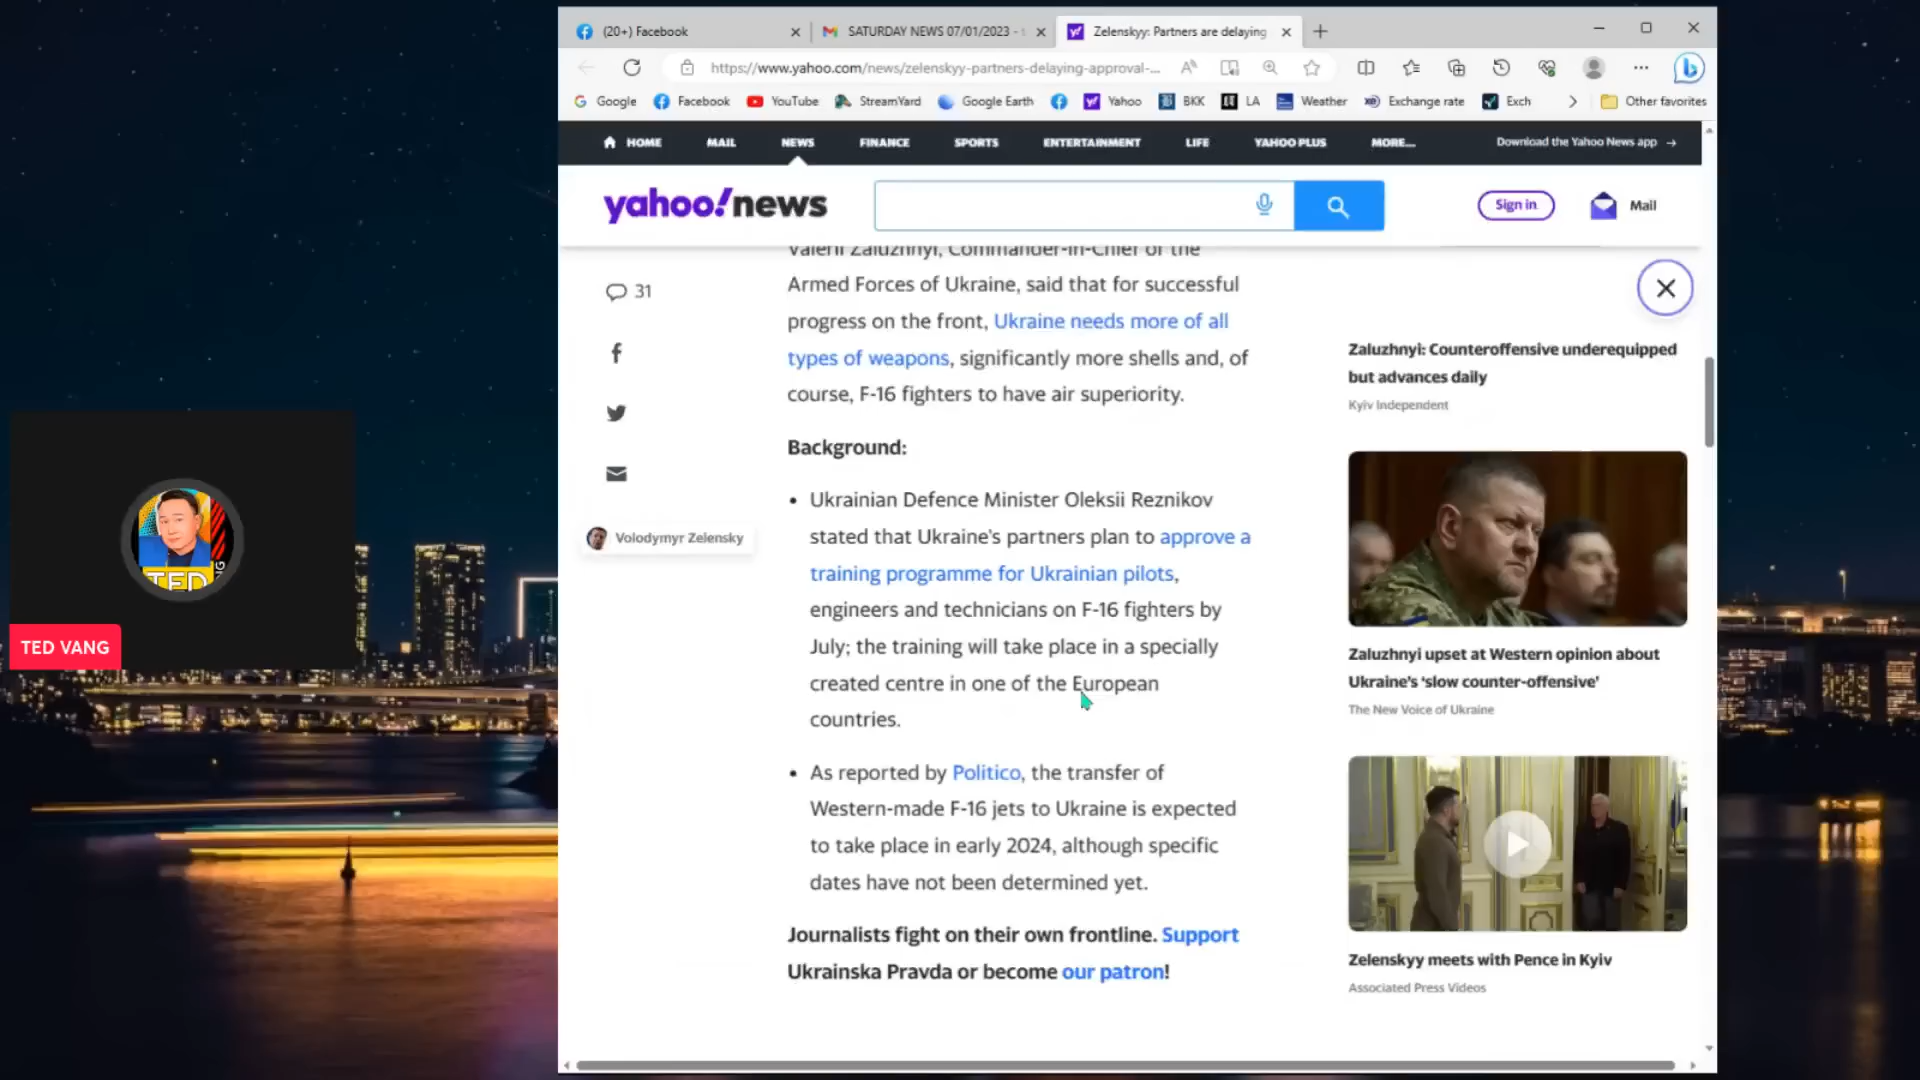 (20+) Facebook
SATURDAY NEWS 07/01/2023 -
Zelenskyy: Partners are delaying
https://www.yahoo.com/news/zelenskyy-partners-delaying-approval-...
Google
Facebook
YouTube
StreamYard
Google Earth
Yahoo
BKK
LA
Weather
Exchange rate
Exch
Other favorites
HOME
MAIL
NEWS
FINANCE
SPORTS
ENTERTAINMENT
LIFE
YAHOO PLUS
MORE...
Download the Yahoo News app →
yahoo!news
Sign in
Mail
Valerii Zaluzhnyi, Commander-in-Chief of the
Armed Forces of Ukraine, said that for successful
progress on the front, Ukraine needs more of all
types of weapons, significantly more shells and, of
course, F-16 fighters to have air superiority.
Background:
• Ukrainian Defence Minister Oleksii Reznikov
stated that Ukraine's partners plan to approve a
training programme for Ukrainian pilots,
engineers and technicians on F-16 fighters by
July; the training will take place in a specially
created centre in one of the European
countries.
• As reported by Politico, the transfer of
Western-made F-16 jets to Ukraine is expected
to take place in early 2024, although specific
dates have not been determined yet.
Journalists fight on their own frontline. Support
Ukrainska Pravda or become our patron!
31
Volodymyr Zelensky
Zaluzhnyi: Counteroffensive underequipped
but advances daily
Kyiv Independent
Zaluzhnyi upset at Western opinion about
Ukraine's 'slow counter-offensive'
The New Voice of Ukraine
Zelenskyy meets with Pence in Kyiv
Associated Press Videos
TED
TED VANG